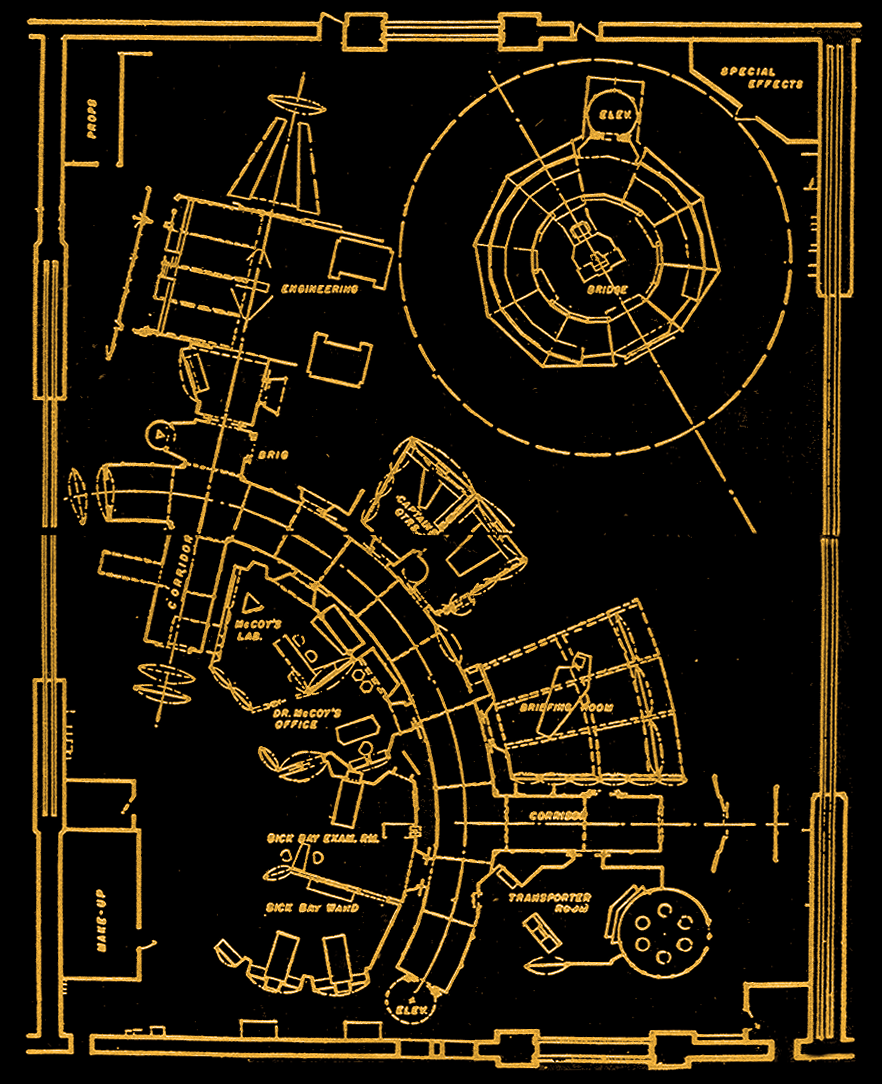 SPECIAL
EFFECTS
PROPS
ELEV.
ENGINEERING
BRIDGE
BRIG
CAPTAINS
QTRS.
CORRIDOR
McCOY'S
LAB.
BRIEFING ROOM
DR. McCOY'S
OFFICE
CORRIDOR
SICK BAY EXAM. RM.
TRANSPORTER
ROOM
SICK BAY WARD
MAKE-UP
ELEV.